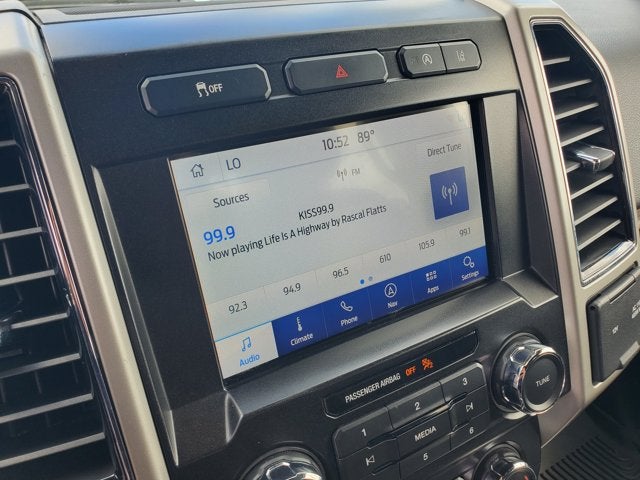 OFF
10:52 89°
LO
FM
Direct Tune
Sources
KISS99.9
99.9
Now playing Life Is A Highway by Rascal Flatts
92.3 94.9 96.5 610 105.9 99.1
Audio Climate Phone Nav Apps Settings
PASSENGER AIRBAG OFF
1 2 3
MEDIA
5 6
TUNE
12V